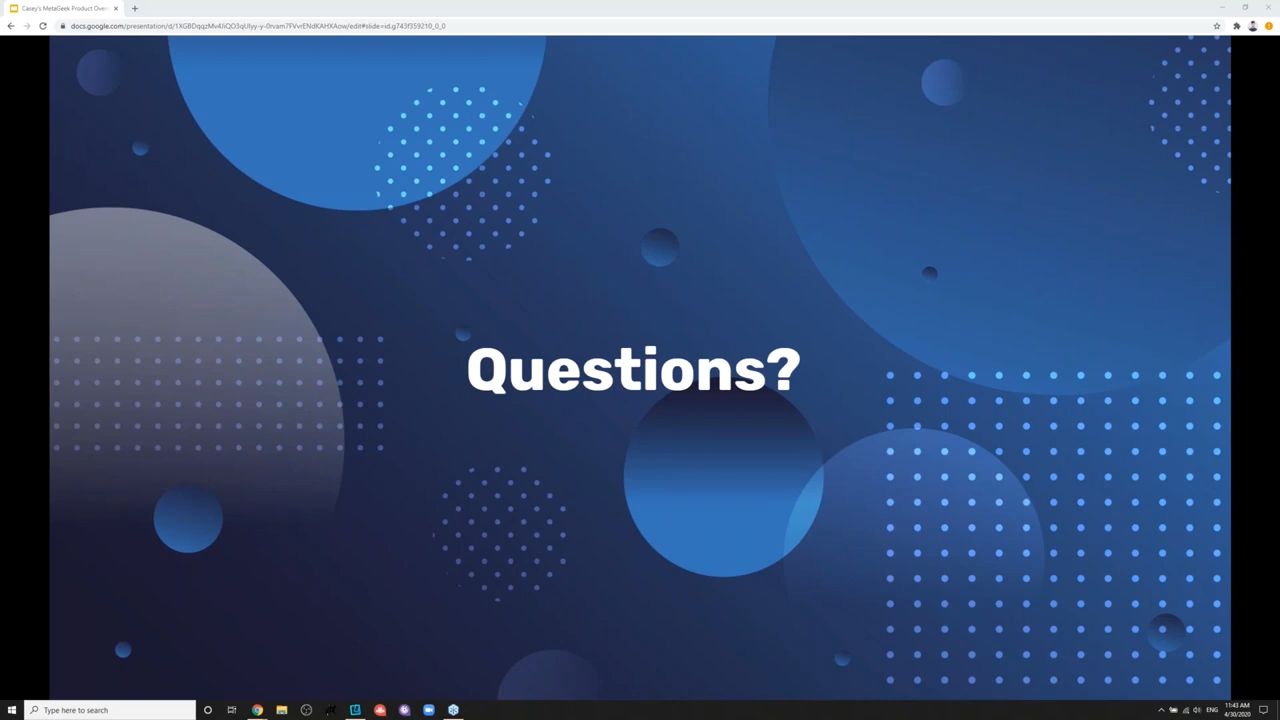 Casey's MetaGeek Product Over
docs.google.com/presentation/d/1XGBDqqzMv4JiQO3qUIyy-y-0rvam7FVwrENdKAHXAow/edit#slide=id.g743f359210_0_0
Questions?
Type here to search
ENG
11:43 AM
4/30/2020